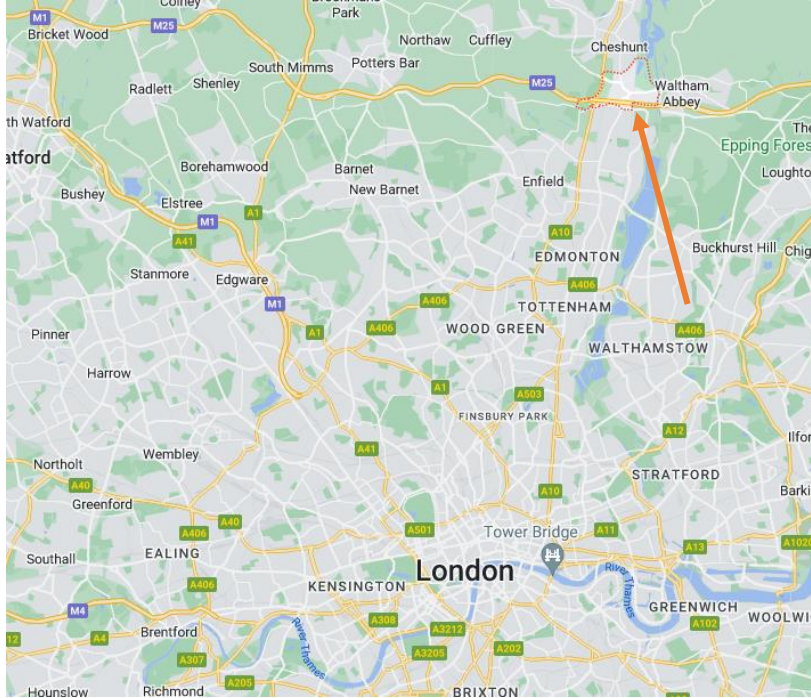 Colney
Brookmans
Park
M1
M25
Bricket Wood
Northaw
Cuffley
Cheshunt
South Mimms
Potters Bar
M25
Radlett
Shenley
Waltham
Abbey
th Watford
The
Epping Fores
atford
Borehamwood
Barnet
Loughto
New Barnet
Enfield
Bushey
Elstree
A1
M1
A10
A41
Buckhurst Hill
Chig
EDMONTON
Stanmore
Edgware
A406
M1
A406
TOTTENHAM
A1
A406
WOOD GREEN
A406
Pinner
WALTHAMSTOW
Harrow
A1
A503
FINSBURY PARK
A12
Ilfor
A41
Wembley
Northolt
STRATFORD
A40
A10
Barki
Greenford
A40
A501
Tower Bridge
A11
A406
A13
A1020
EALING
Southall
London
River Thames
A406
KENSINGTON
GREENWICH
M4
A308
WOOLWI
12
A4
Brentford
River Thames
A3212
A102
A307
A3205
A202
A205
Hounslow
Richmond
BRIXTON